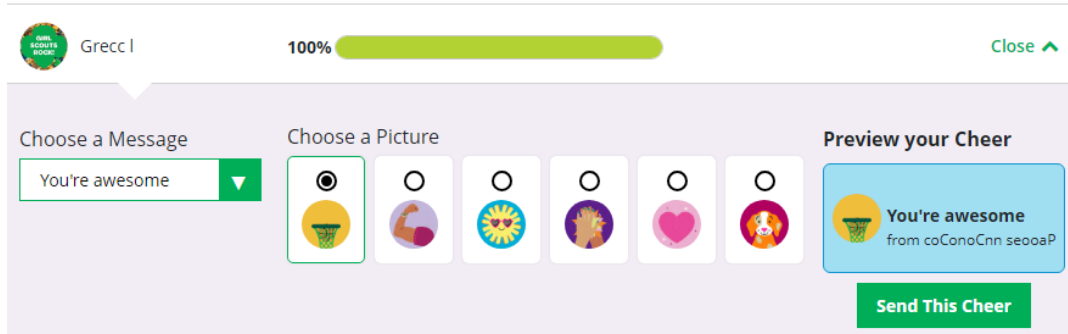 GIRL
SCOUTS
ROCK!
Grecc l
100%
Close
Choose a Message
You're awesome
Choose a Picture
Preview your Cheer
You're awesome
from coConoCnn seooaP
Send This Cheer